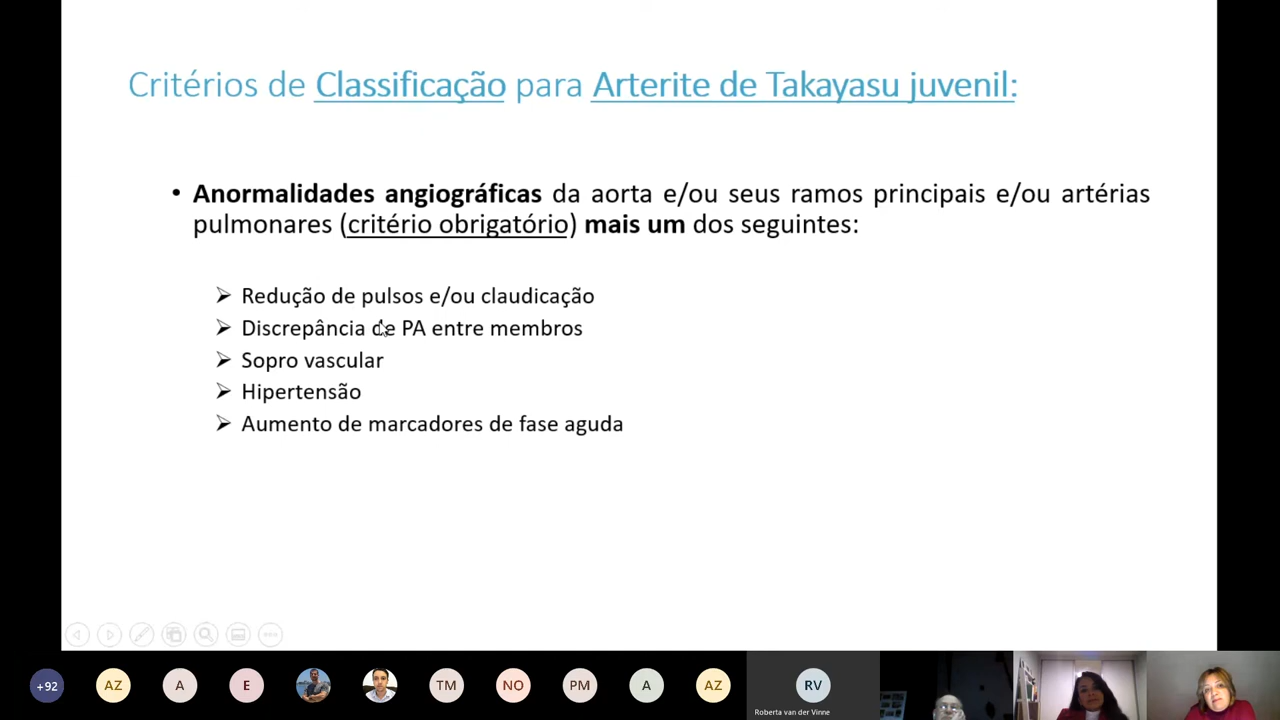 Critérios de Classificação para Arterite de Takayasu juvenil:
• Anormalidades angiográficas da aorta e/ou seus ramos principais e/ou artérias
pulmonares (critério obrigatório) mais um dos seguintes:
➢ Redução de pulsos e/ou claudicação
➢ Discrepância de PA entre membros
➢ Sopro vascular
➢ Hipertensão
➢ Aumento de marcadores de fase aguda
+92 AZ A E TM NO PM A AZ RV
Roberta van der Vinne